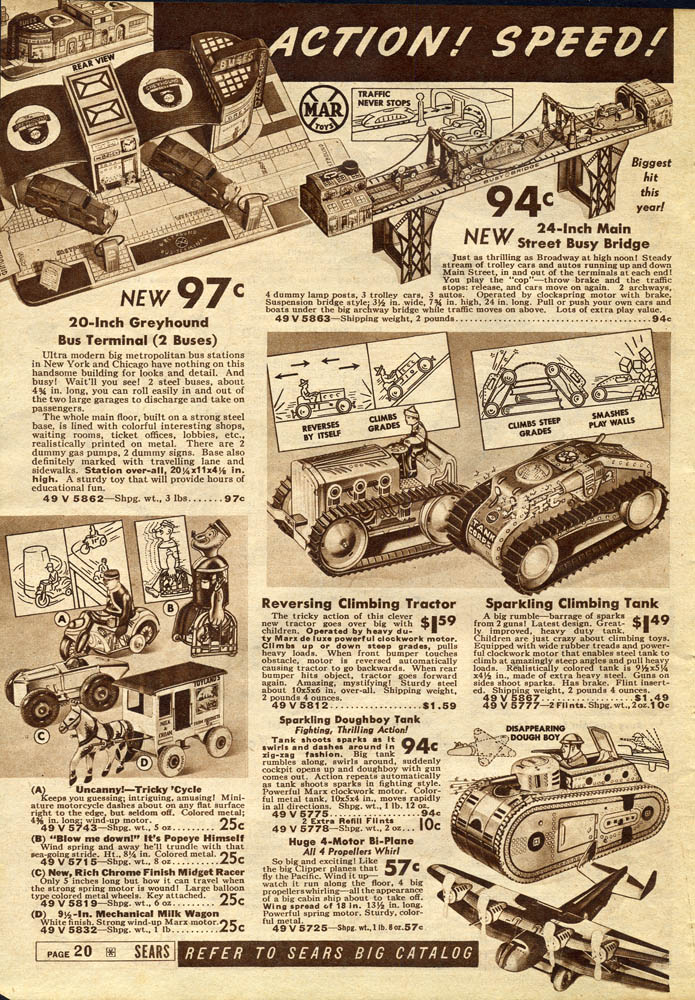 ACTION! SPEED!
REAR VIEW
BUSES
MAR
TOYS
TRAFFIC
NEVER STOPS
BUSY BRIDGE
Biggest
hit
this
year!
94c
NEW 24-Inch Main
Street Busy Bridge
Just as thrilling as Broadway at high noon! Steady
stream of trolley cars and autos running up and down
Main Street, in and out of the terminals at each end!
You play the "cop"—throw brake and the traffic
stops; release, and cars move on again. 2 archways,
4 dummy lamp posts, 3 trolley cars, 3 autos. Operated by clockspring motor with brake.
Suspension bridge style; 3½ in. wide, 7¾ in. high, 24 in. long. Pull or push your own cars and
boats under the big archway bridge while traffic moves on above. Lots of extra play value.
49 V 5863—Shipping weight, 2 pounds......94c
NEW 97c
20-Inch Greyhound
Bus Terminal (2 Buses)
Ultra modern big metropolitan bus stations
in New York and Chicago have nothing on this
handsome building for looks and detail. And
busy! Wait'll you see! 2 steel buses, about
4¾ in. long, you can roll easily in and out of
the two large garages to discharge and take on
passengers.
The whole main floor, built on a strong steel
base, is lined with colorful interesting shops,
waiting rooms, ticket offices, lobbies, etc.,
realistically printed on metal. There are 2
dummy gas pumps, 2 dummy signs. Base also
definitely marked with travelling lane and
sidewalks. Station over-all, 20⅛x11x4⅛ in.
high. A sturdy toy that will provide hours of
educational fun.
49 V 5862—Shpg. wt., 3 lbs.......97c
REVERSES
BY ITSELF
CLIMBS
GRADES
CLIMBS STEEP
GRADES
SMASHES
PLAY WALLS
Reversing Climbing Tractor
The tricky action of this clever
new tractor goes over big with
children. Operated by heavy du-
ty Marx de luxe powerful clockwork motor.
Climbs up or down steep grades, pulls
heavy loads. When front bumper touches
obstacle, motor is reversed automatically
causing tractor to go backwards. When rear
bumper hits object, tractor goes forward
again. Amazing, mystifying! Sturdy steel
about 10x5x6 in. over-all. Shipping weight,
2 pounds 4 ounces.
49 V 5812......$1.59
$1 59
Sparkling Climbing Tank
A big rumble—barrage of sparks
from 2 guns! Latest design. Great-
ly improved, heavy duty tank.
Children are just crazy about climbing toys.
Equipped with wide rubber treads and power-
ful clockwork motor that enables steel tank to
climb at amazingly steep angles and pull heavy
loads. Realistically colored tank is 9½x5¼
x4½ in., made of extra heavy steel. Guns on
sides shoot sparks. Has brake. Flint insert-
ed. Shipping weight, 2 pounds 4 ounces.
49 V 5867......$1.49
49 V 5777—2 Flints. Shpg. wt., 2 oz. 10c
$1 49
A
B
C
D
TOYLAND'S
MILK &
CREAM
(A) Uncanny!—Tricky 'Cycle
Keeps you guessing; intriguing, amusing! Mini-
ature motorcycle dashes about on any flat surface
right to the edge, but seldom off. Colored metal;
4⅜ in. long; wind-up motor.
49 V 5743—Shpg. wt., 5 oz......25c
(B) "Blow me down!" It's Popeye Himself
Wind spring and away he'll trundle with that
sea-going stride. Ht., 8¼ in. Colored metal.
49 V 5715—Shpg. wt., 8 oz......25c
(C) New, Rich Chrome Finish Midget Racer
Only 5 inches long but how it can travel when
the strong spring motor is wound! Large balloon
type colored metal wheels. Key attached.
49 V 5819—Shpg. wt., 6 oz......25c
(D) 9½-In. Mechanical Milk Wagon
White finish. Strong wind-up Marx motor.
49 V 5832—Shpg. wt., 1 lb......25c
Sparkling Doughboy Tank
Fighting, Thrilling Action!
Tank shoots sparks as it
swirls and dashes around in
zig-zag fashion. Big tank
rumbles along, swirls around, suddenly
cockpit opens up and doughboy with gun
comes out. Action repeats automatically
as tank shoots sparks in fighting style.
Powerful Marx clockwork motor. Color-
ful metal tank, 10x5x4 in., moves rapidly
in all directions. Shpg. wt., 1 lb. 12 oz.
49 V 5775......94c
2 Extra Refill Flints
49 V 5778—Shpg. wt., 2 oz... 10c
94c
DISAPPEARING
DOUGH BOY
Huge 4-Motor Bi-Plane
All 4 Propellers Whirl
So big and exciting! Like
the big Clipper planes that
fly the Pacific. Wind it up—
watch it run along the floor, 4 big
propellers whirling—all the appearance
of a big cabin ship about to take off.
Wing spread of 18 in. 13½ in. long.
Powerful spring motor. Sturdy, color-
ful metal.
49 V 5725—Shpg. wt., 1 lb. 8 oz. 57c
57c
PAGE 20 SEARS REFER TO SEARS BIG CATALOG